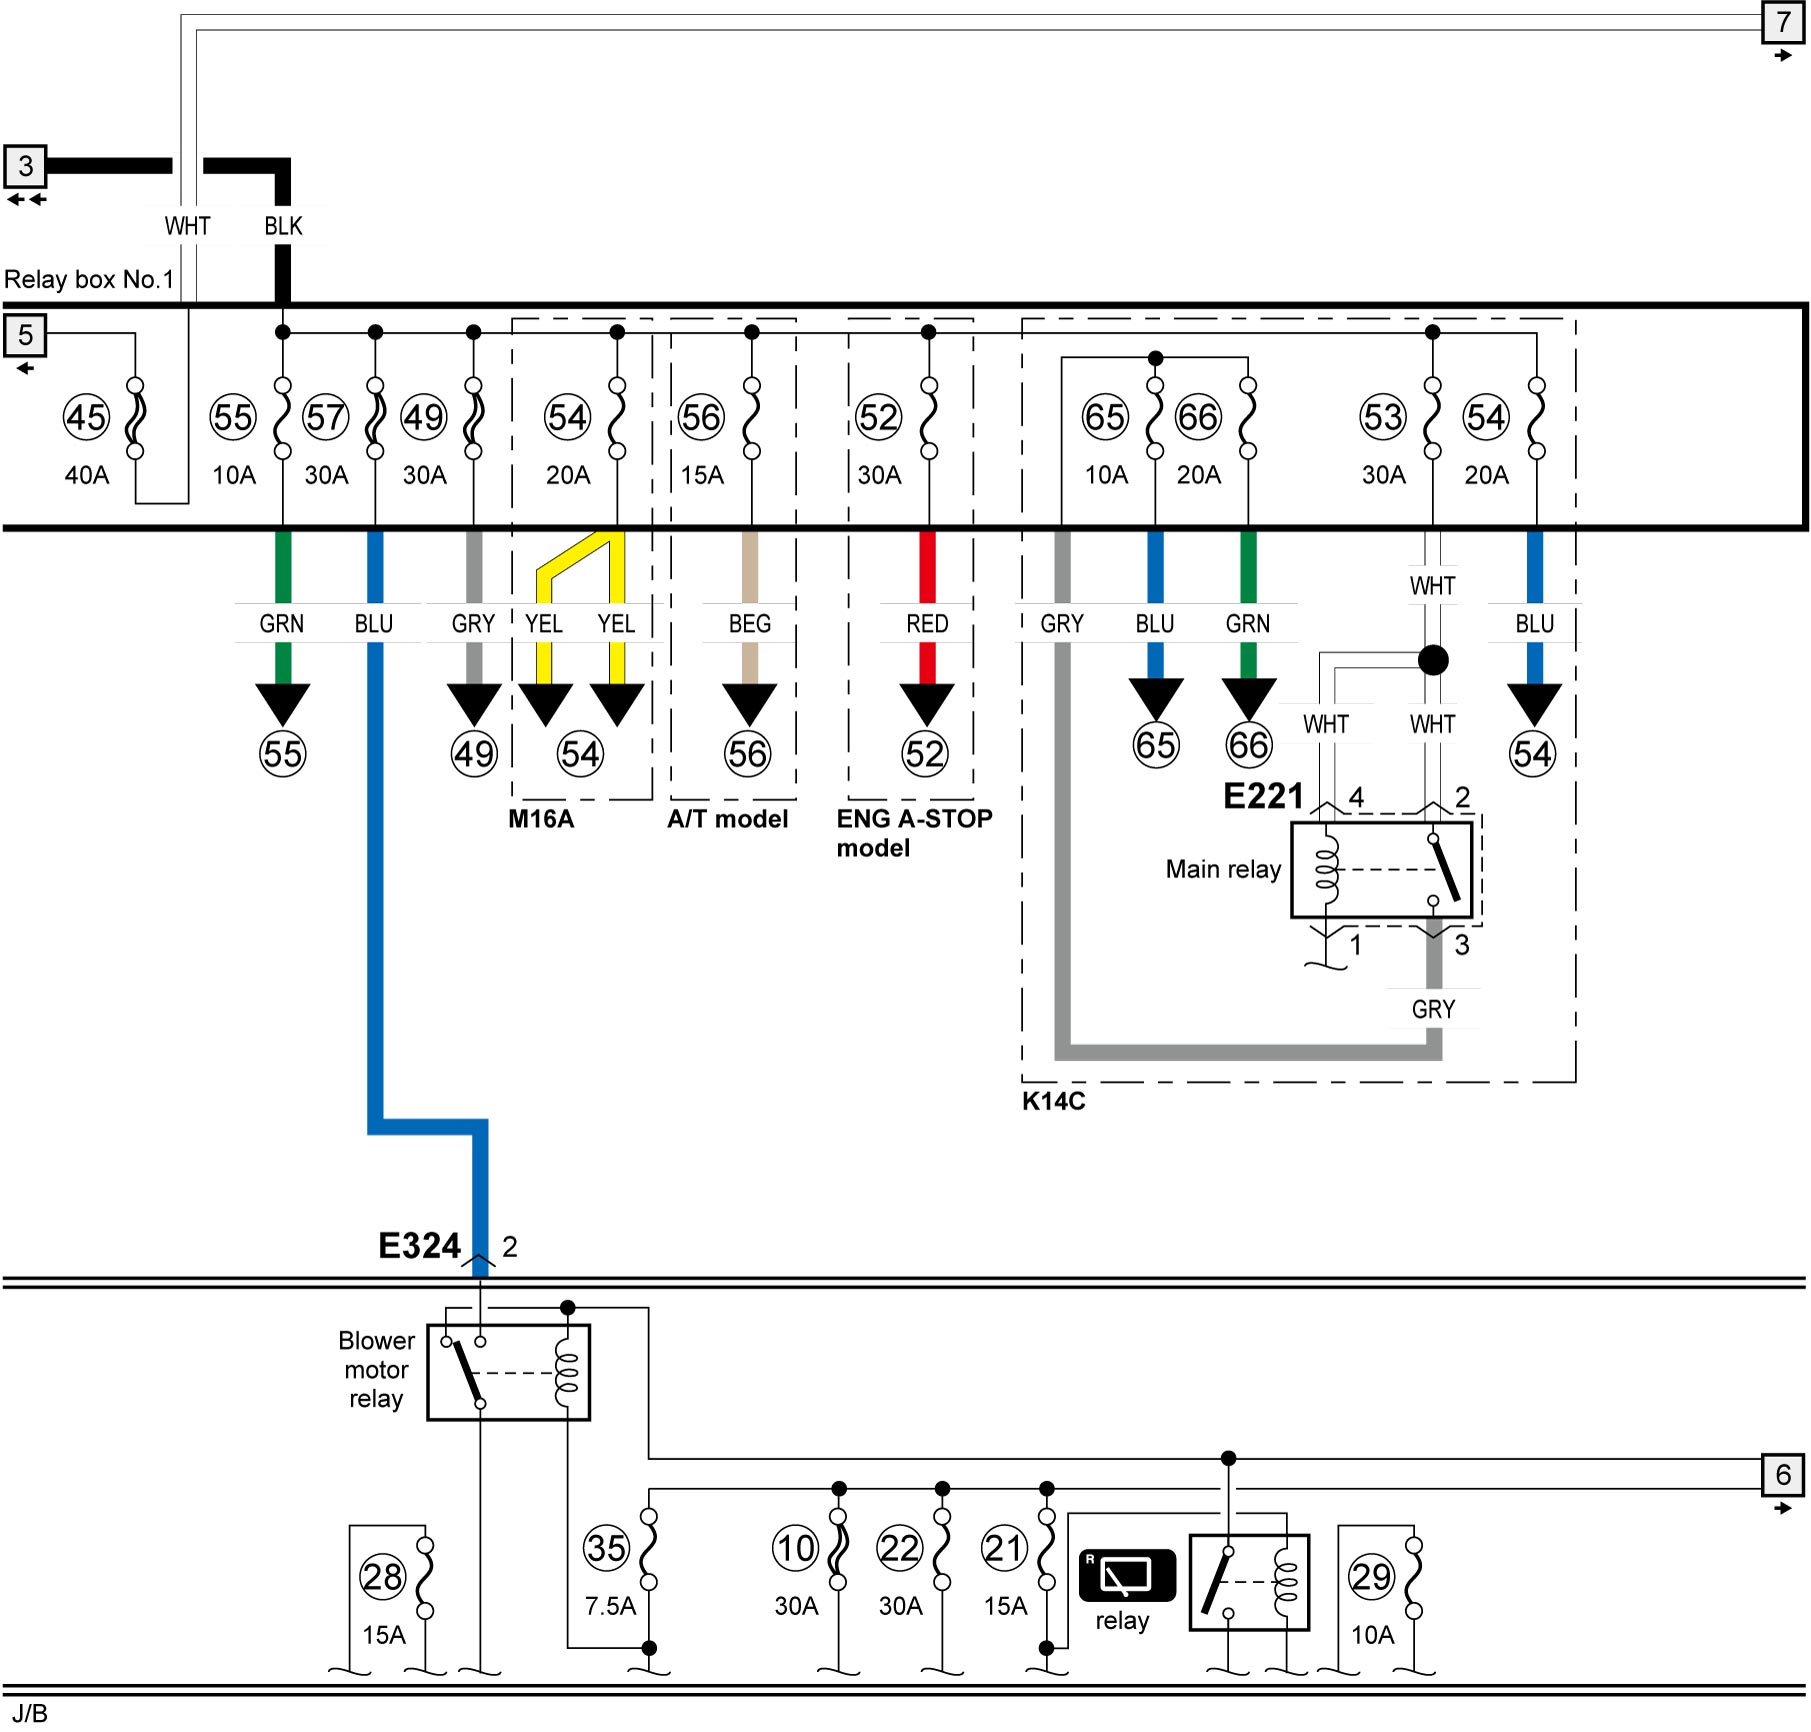 7
3
WHT BLK
Relay box No.1
5
45 55 57 49 54 56 52 65 66 53 54
40A 10A 30A 30A 20A 15A 30A 10A 20A 30A 20A
WHT
GRN BLU GRY YEL YEL BEG RED GRY BLU GRN BLU
WHT WHT
55 49 54 56 52 65 66 54
E221 4 2
M16A A/T model ENG A-STOP
model
Main relay
1 3
GRY
K14C
E324 2
Blower
motor
relay
6
35 10 22 21
R
28 29
7.5A 30A 30A 15A
relay
15A 10A
J/B